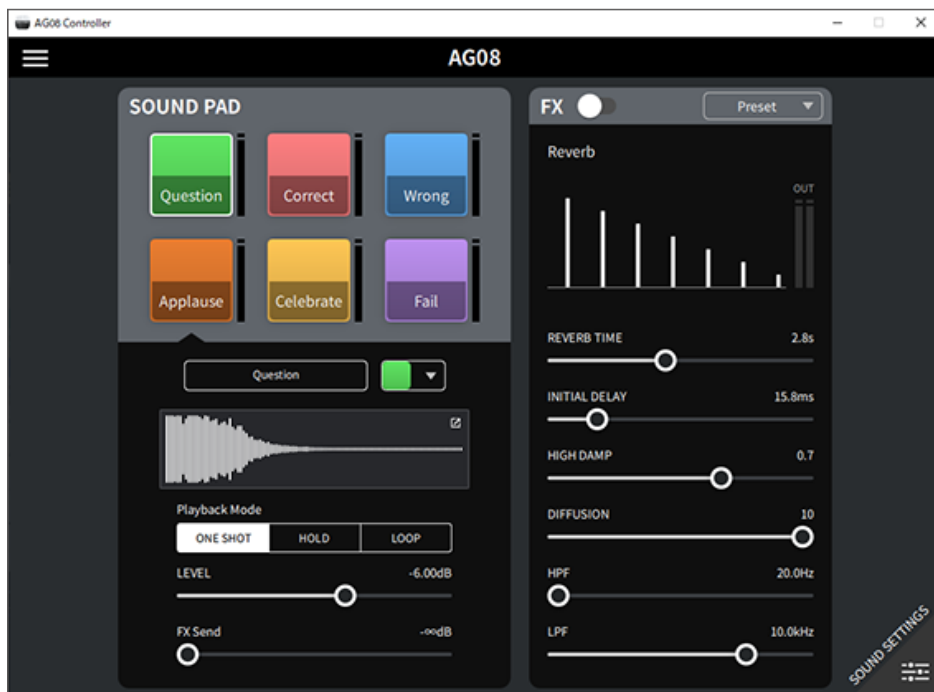 AG08 Controller
AG08
SOUND PAD
Question
Correct
Wrong
Applause
Celebrate
Fail
Question
Playback Mode
ONE SHOT
HOLD
LOOP
LEVEL
-6.00dB
FX Send
-∞dB
FX
Preset
Reverb
OUT
REVERB TIME
2.8s
INITIAL DELAY
15.8ms
HIGH DAMP
0.7
DIFFUSION
10
HPF
20.0Hz
LPF
10.0kHz
SOUND SETTINGS